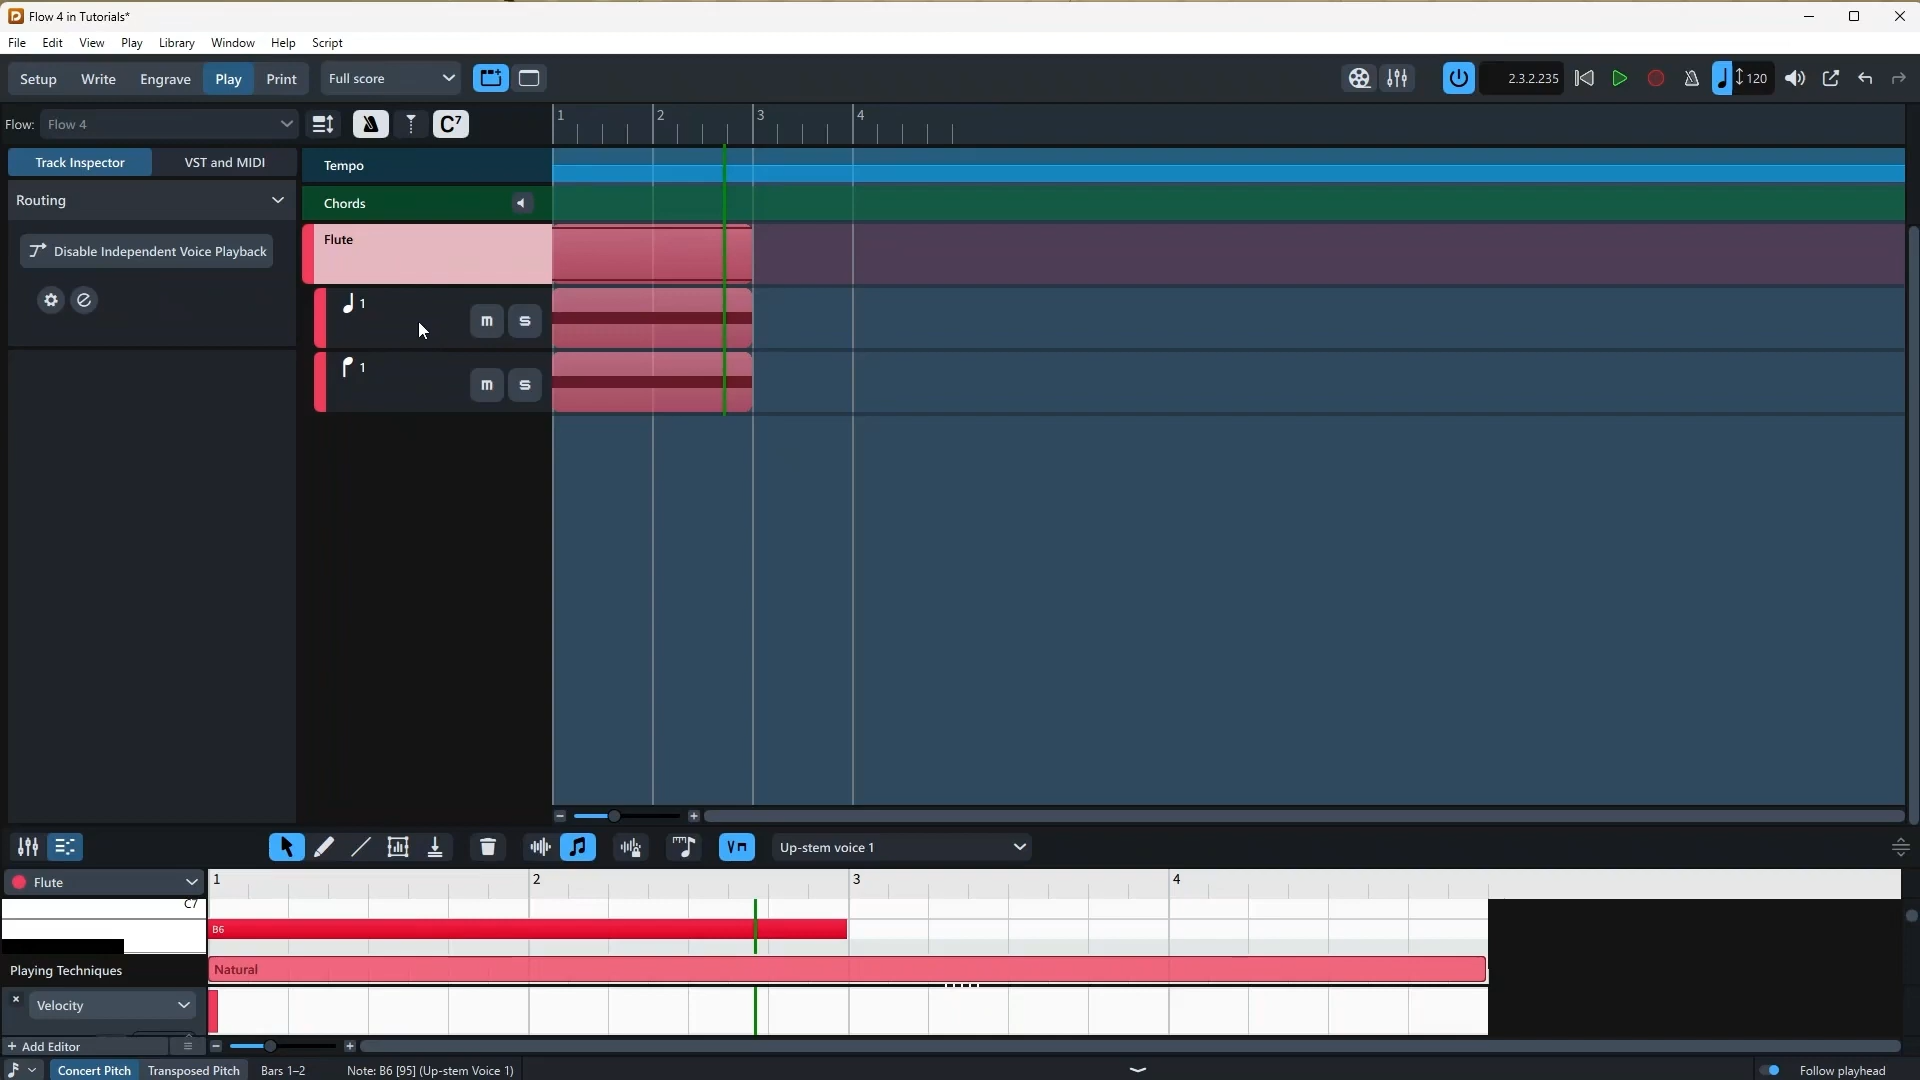 Flow 4 in Tutorials*
File Edit View Play Library Window Help Script
Setup Write Engrave Play Print Full score 2.3.2.235 120
Flow: Flow 4 C7 1 2 3 4
Track Inspector VST and MIDI Tempo
Routing Chords
Flute
Disable Independent Voice Playback
1 m s
1 m s
Up-stem voice 1
Flute 1 2 3 4
C7
B6
Playing Techniques Natural
Velocity
+ Add Editor
Concert Pitch Transposed Pitch Bars 1–2 Note: B6 [95] (Up-stem Voice 1) Follow playhead